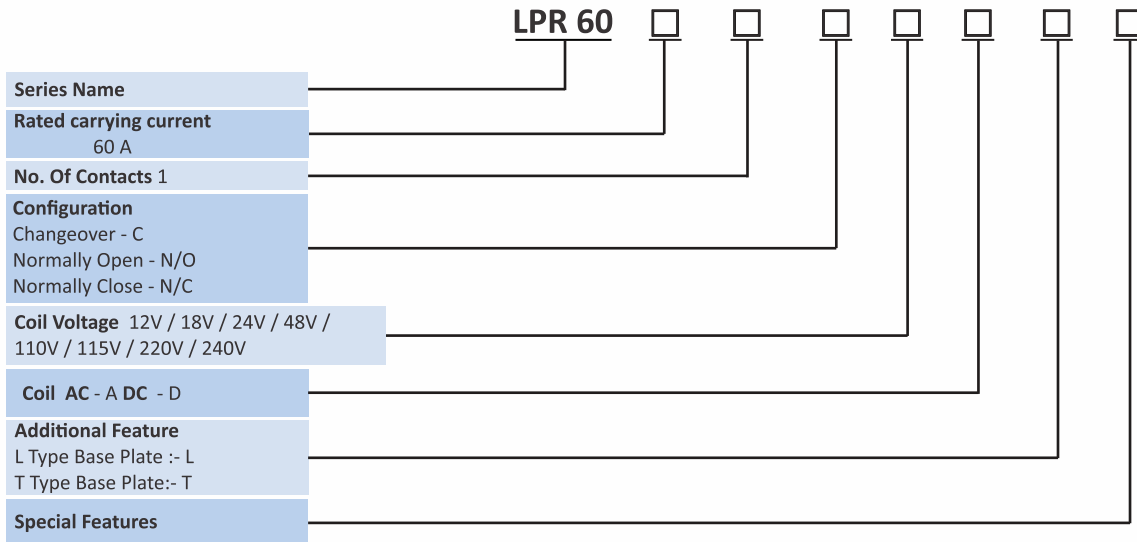 LPR 60
Series Name
Rated carrying current
60 A
No. Of Contacts 1
Configuration
Changeover - C
Normally Open - N/O
Normally Close - N/C
Coil Voltage 12V / 18V / 24V / 48V /
110V / 115V / 220V / 240V
Coil AC - A DC - D
Additional Feature
L Type Base Plate :- L
T Type Base Plate:- T
Special Features